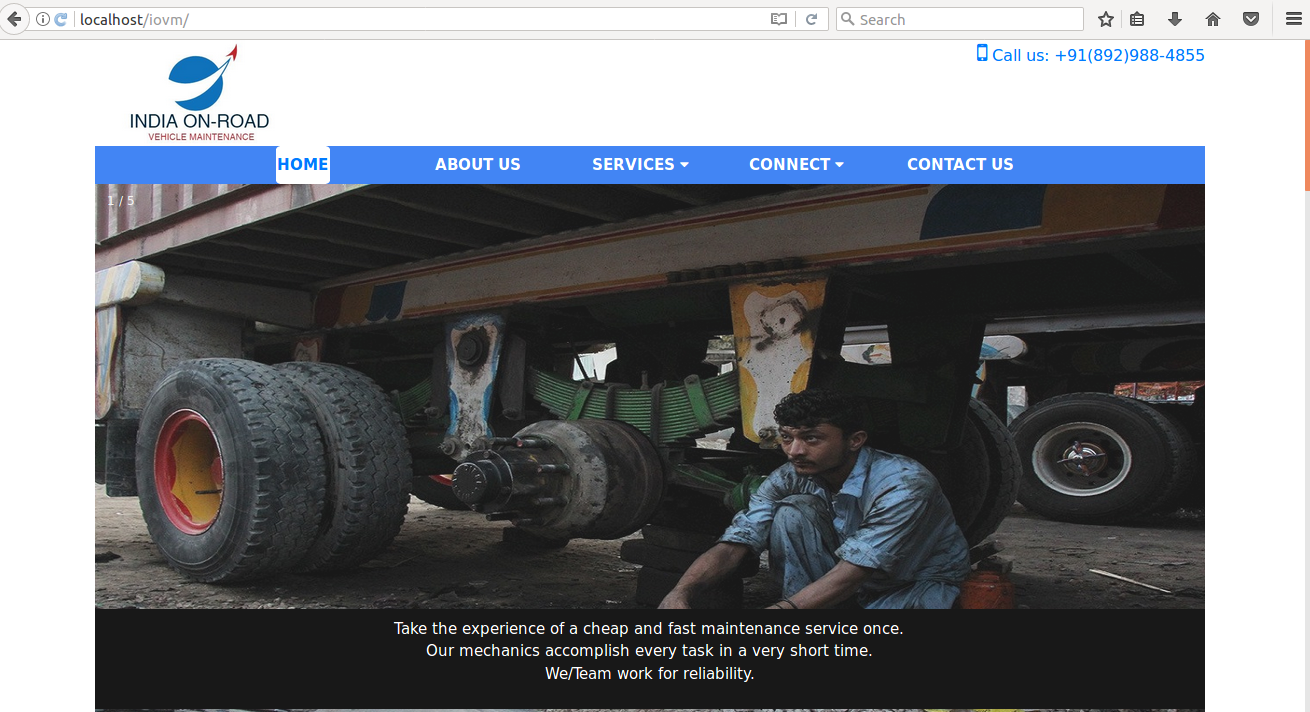 localhost/iovm/
Search
INDIA ON-ROAD
VEHICLE MAINTENANCE
Call us: +91(892)988-4855
HOME
ABOUT US
SERVICES
CONNECT
CONTACT US
1 / 5
Take the experience of a cheap and fast maintenance service once.
Our mechanics accomplish every task in a very short time.
We/Team work for reliability.